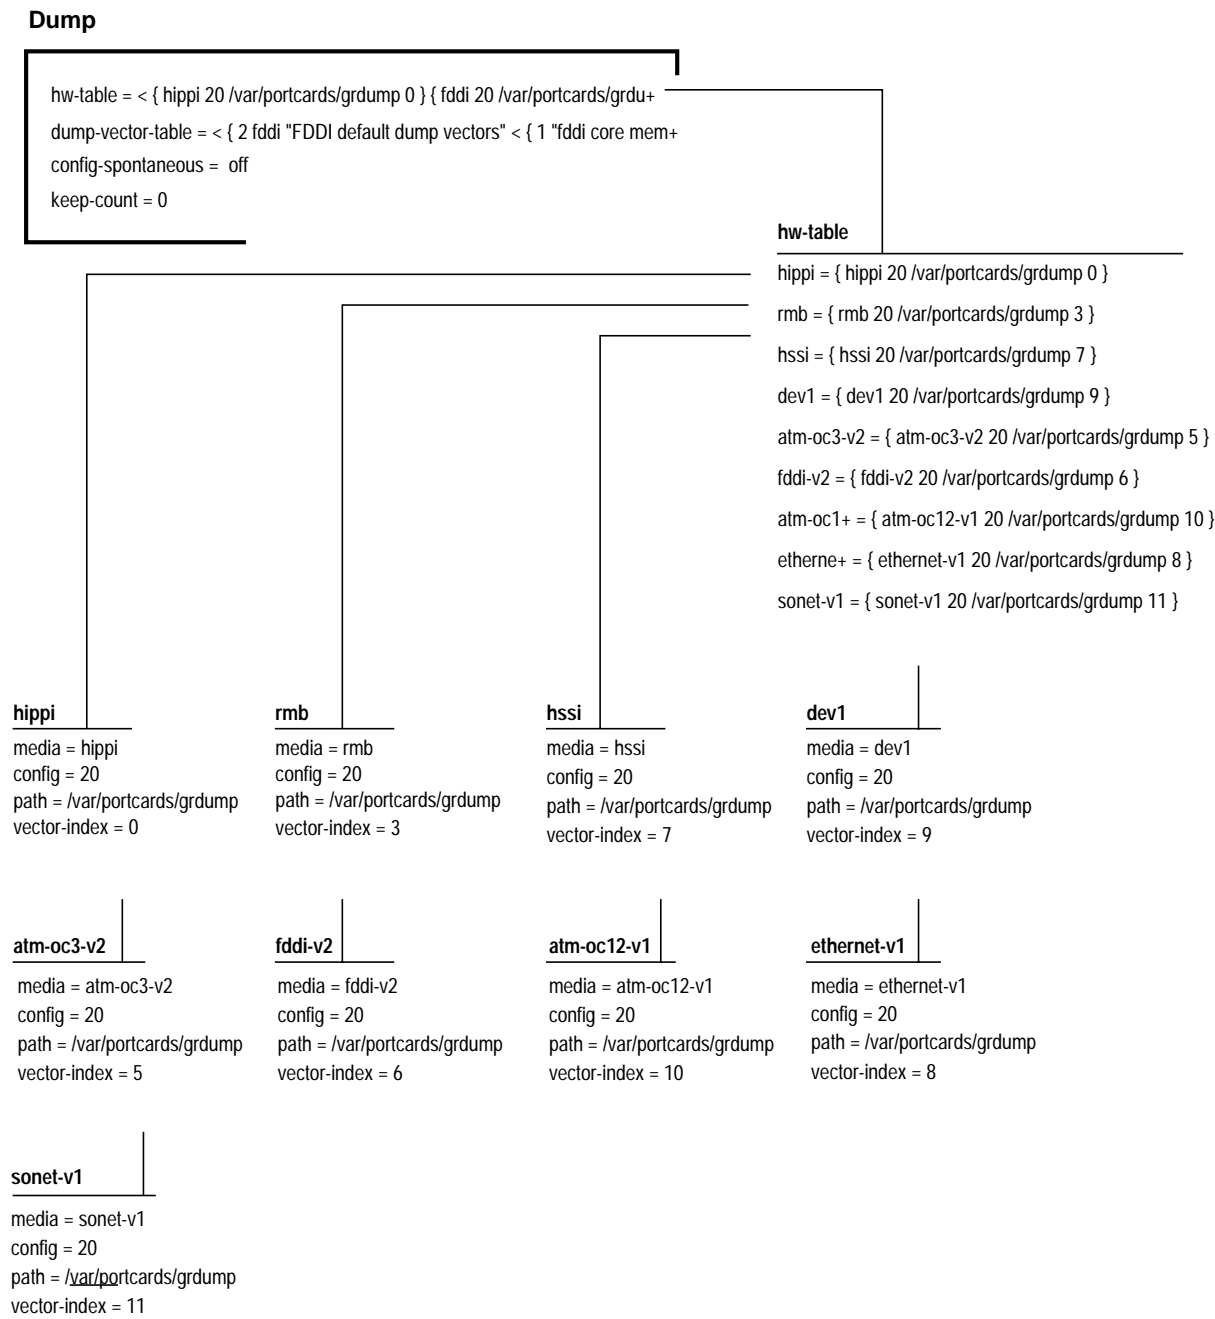 Dump
hw-table = < { hippi 20 /var/portcards/grdump 0 } { fddi 20 /var/portcards/grdu+
dump-vector-table = < { 2 fddi "FDDI default dump vectors" < { 1 "fddi core mem+
config-spontaneous = off
keep-count = 0
hw-table
hippi = { hippi 20 /var/portcards/grdump 0 }
rmb = { rmb 20 /var/portcards/grdump 3 }
hssi = { hssi 20 /var/portcards/grdump 7 }
dev1 = { dev1 20 /var/portcards/grdump 9 }
atm-oc3-v2 = { atm-oc3-v2 20 /var/portcards/grdump 5 }
fddi-v2 = { fddi-v2 20 /var/portcards/grdump 6 }
atm-oc1+ = { atm-oc12-v1 20 /var/portcards/grdump 10 }
etherne+ = { ethernet-v1 20 /var/portcards/grdump 8 }
sonet-v1 = { sonet-v1 20 /var/portcards/grdump 11 }
hippi
media = hippi
config = 20
path = /var/portcards/grdump
vector-index = 0
rmb
media = rmb
config = 20
path = /var/portcards/grdump
vector-index = 3
hssi
media = hssi
config = 20
path = /var/portcards/grdump
vector-index = 7
dev1
media = dev1
config = 20
path = /var/portcards/grdump
vector-index = 9
atm-oc3-v2
media = atm-oc3-v2
config = 20
path = /var/portcards/grdump
vector-index = 5
fddi-v2
media = fddi-v2
config = 20
path = /var/portcards/grdump
vector-index = 6
atm-oc12-v1
media = atm-oc12-v1
config = 20
path = /var/portcards/grdump
vector-index = 10
ethernet-v1
media = ethernet-v1
config = 20
path = /var/portcards/grdump
vector-index = 8
sonet-v1
media = sonet-v1
config = 20
path = /var/portcards/grdump
vector-index = 11